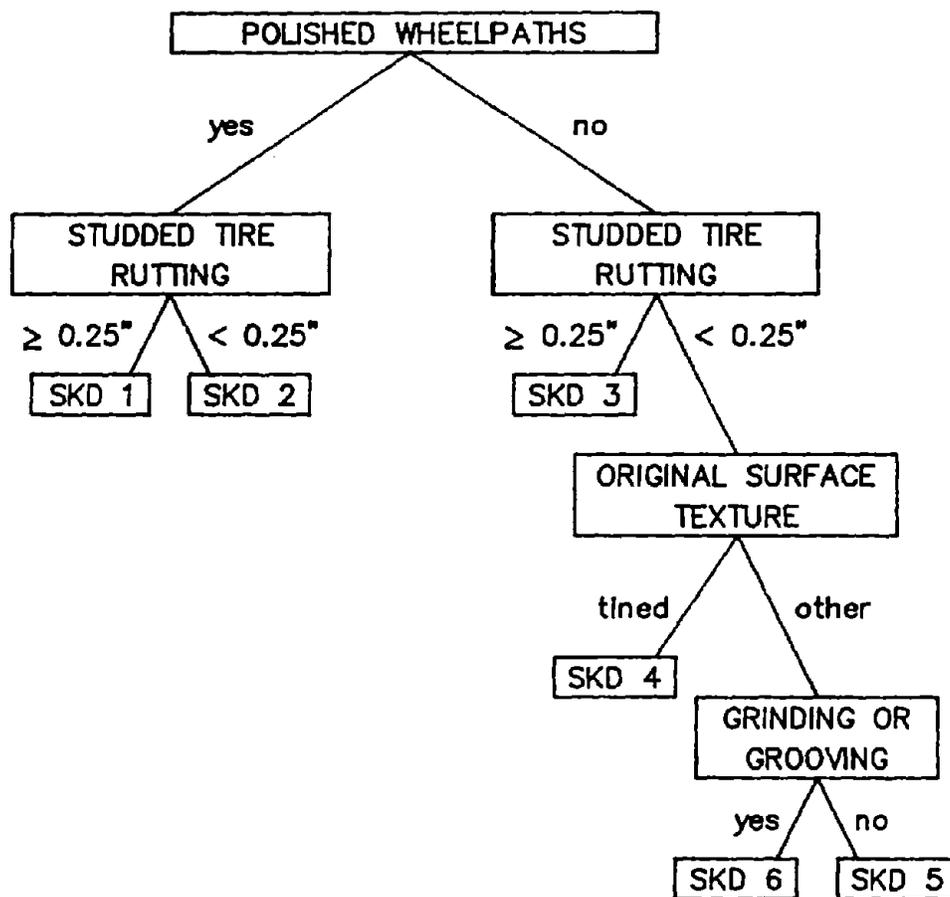 POLISHED WHEELPATHS
yes
no
STUDDED TIRE
RUTTING
STUDDED TIRE
RUTTING
≥ 0.25"
< 0.25"
≥ 0.25"
< 0.25"
SKD 1
SKD 2
SKD 3
ORIGINAL SURFACE
TEXTURE
tined
other
SKD 4
GRINDING OR
GROOVING
yes
no
SKD 6
SKD 5